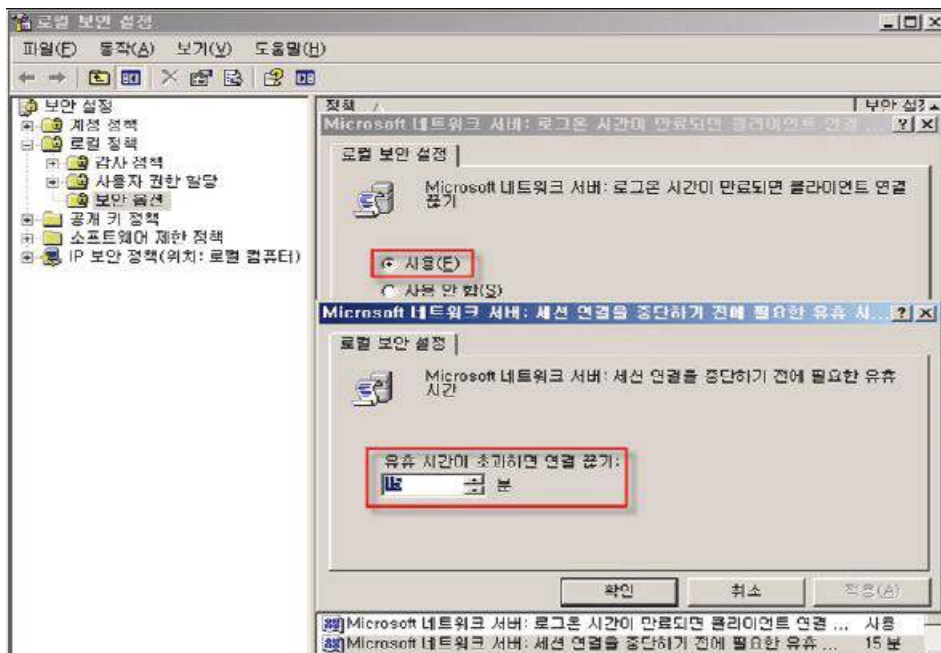 로컬 보안 설정
파일(F) 동작(A) 보기(V) 도움말(H)
보안 설정
계정 정책
로컬 정책
감사 정책
사용자 권한 할당
보안 옵션
공개 키 정책
소프트웨어 제한 정책
IP 보안 정책(위치: 로컬 컴퓨터)
정책
Microsoft 네트워크 서버: 로그온 시간이 만료되면 클라이언트 연결 ...
로컬 보안 설정
Microsoft 네트워크 서버: 로그온 시간이 만료되면 클라이언트 연결
끊기
사용(E)
사용 안 함(S)
Microsoft 네트워크 서버: 세션 연결을 중단하기 전에 필요한 유휴 시...
로컬 보안 설정
Microsoft 네트워크 서버: 세션 연결을 중단하기 전에 필요한 유휴
시간
유휴 시간이 초과하면 연결 끊기:
분
확인 취소 적용(A)
Microsoft 네트워크 서버: 로그온 시간이 만료되면 클라이언트 연결 ... 사용
Microsoft 네트워크 서버: 세션 연결을 중단하기 전에 필요한 유휴 ... 15 분